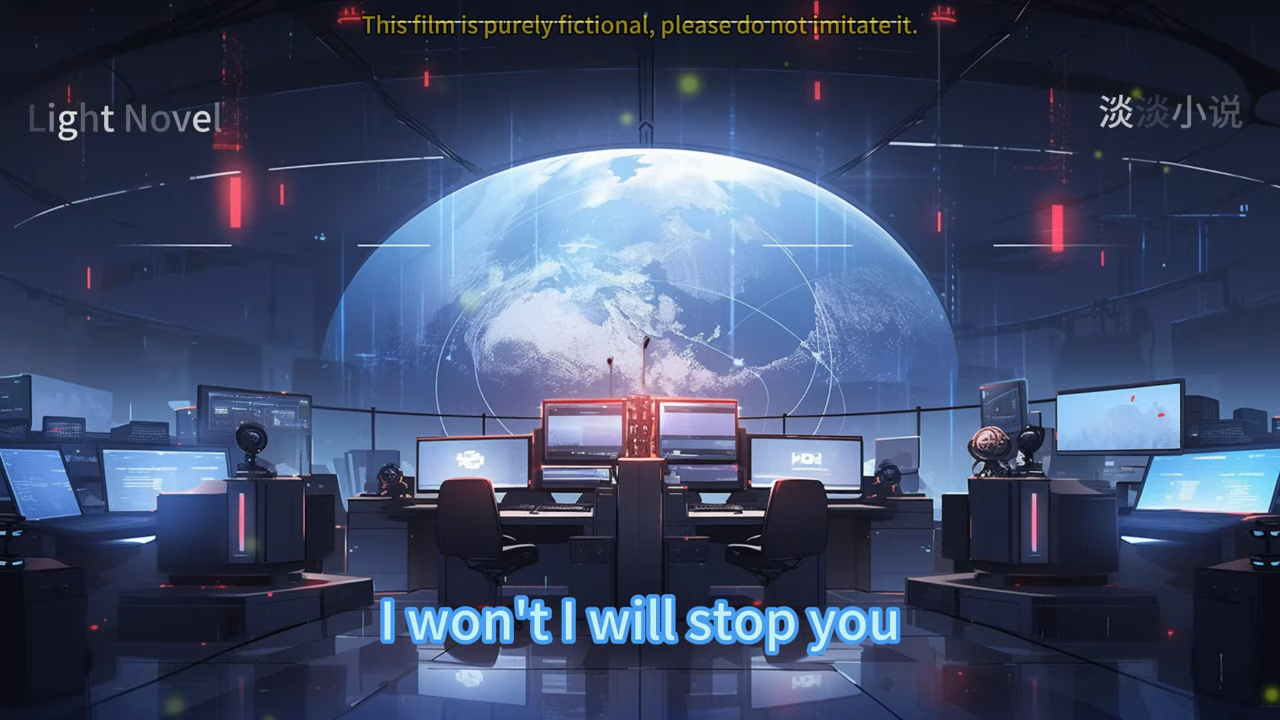 This film is purely fictional, please do not imitate it.
Light Novel
淡淡小说
I won't I will stop you